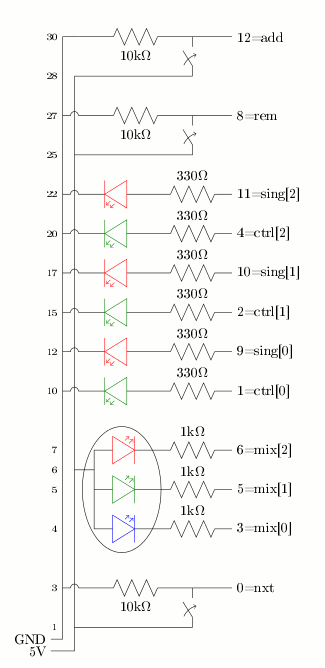 30 10kΩ 12=add
28
27 10kΩ 8=rem
25
22 330Ω 11=sing[2]
20 330Ω 4=ctrl[2]
17 330Ω 10=sing[1]
15 330Ω 2=ctrl[1]
12 330Ω 9=sing[0]
10 330Ω 1=ctrl[0]
7 1kΩ 6=mix[2]
6
5 1kΩ 5=mix[1]
4 1kΩ 3=mix[0]
3 10kΩ 0=nxt
1
GND
5V